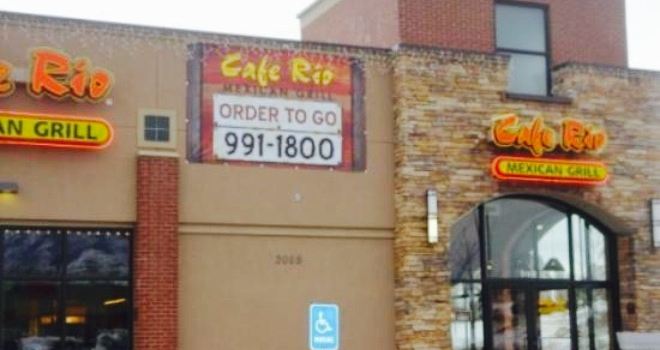 e Rio
AN GRILL
Cafe Rio
MEXICAN GRILL
ORDER TO GO
991-1800
Cafe Rio
MEXICAN GRILL